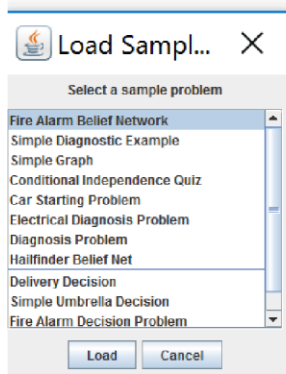 Load Sampl...
Select a sample problem
Fire Alarm Belief Network
Simple Diagnostic Example
Simple Graph
Conditional Independence Quiz
Car Starting Problem
Electrical Diagnosis Problem
Diagnosis Problem
Hailfinder Belief Net
Delivery Decision
Simple Umbrella Decision
Fire Alarm Decision Problem
Load Cancel